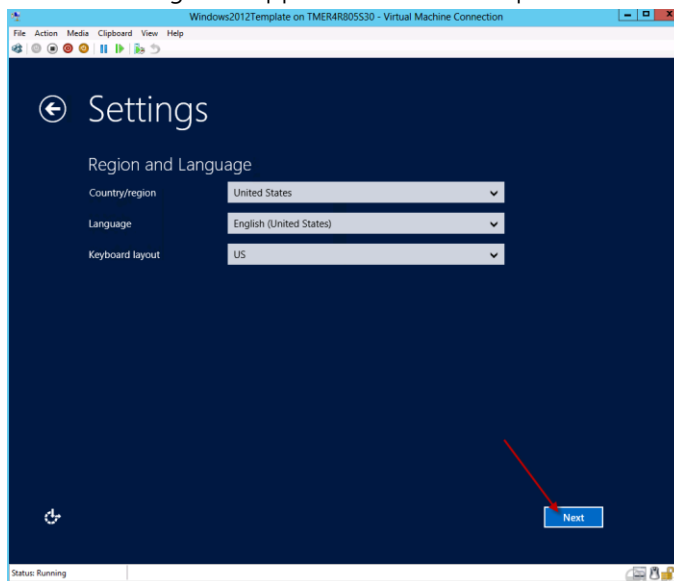 Windows2012Template on TMER4R805S30 - Virtual Machine Connection
File Action Media Clipboard View Help
Settings
Region and Language
Country/region United States
Language English (United States)
Keyboard layout US
Next
Status: Running